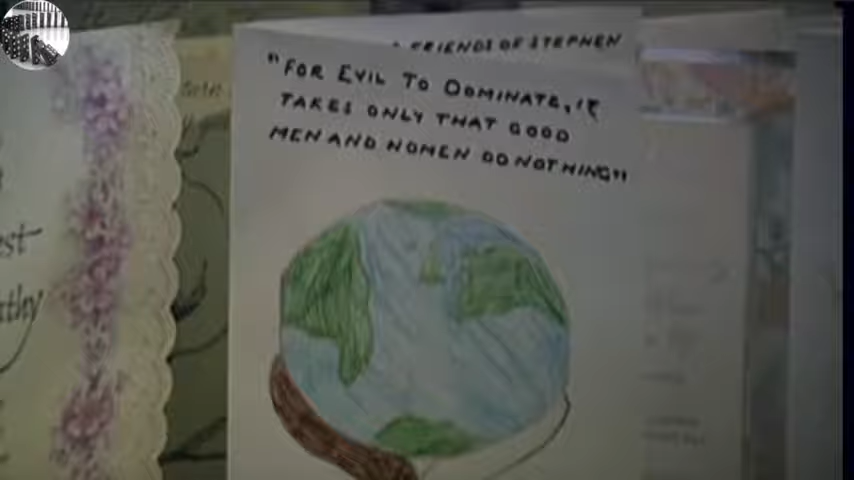 FRIENDS OF STEPHEN
"FOR EVIL TO DOMINATE, IT
TAKES ONLY THAT GOOD
MEN AND WOMEN DO NOTHING"
est
thy